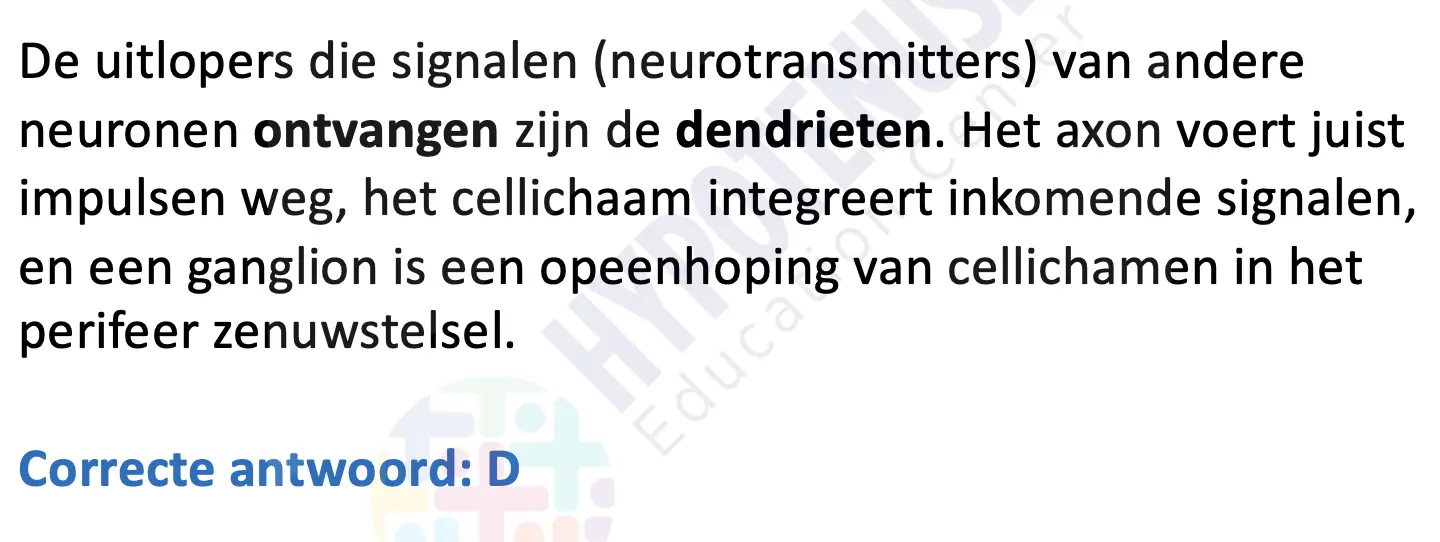 De uitlopers die signalen (neurotransmitters) van andere
neuronen ontvangen zijn de dendrieten. Het axon voert juist
impulsen weg, het cellichaam integreert inkomende signalen,
en een ganglion is een opeenhoping van cellichamen in het
perifeer zenuwstelsel.
Correcte antwoord: D
HYPOTENUSE
Education Center